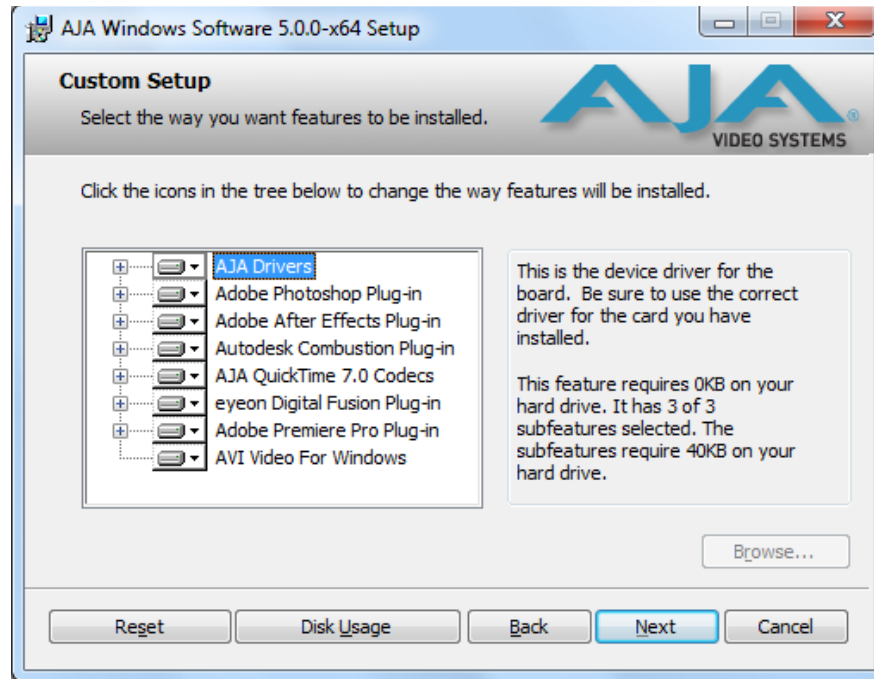 AJA Windows Software 5.0.0-x64 Setup
Custom Setup
Select the way you want features to be installed.
AJA®
VIDEO SYSTEMS
Click the icons in the tree below to change the way features will be installed.
AJA Drivers
Adobe Photoshop Plug-in
Adobe After Effects Plug-in
Autodesk Combustion Plug-in
AJA QuickTime 7.0 Codecs
eyeon Digital Fusion Plug-in
Adobe Premiere Pro Plug-in
AVI Video For Windows
This is the device driver for the
board. Be sure to use the correct
driver for the card you have
installed.
This feature requires 0KB on your
hard drive. It has 3 of 3
subfeatures selected. The
subfeatures require 40KB on your
hard drive.
Browse...
Reset
Disk Usage
Back
Next
Cancel